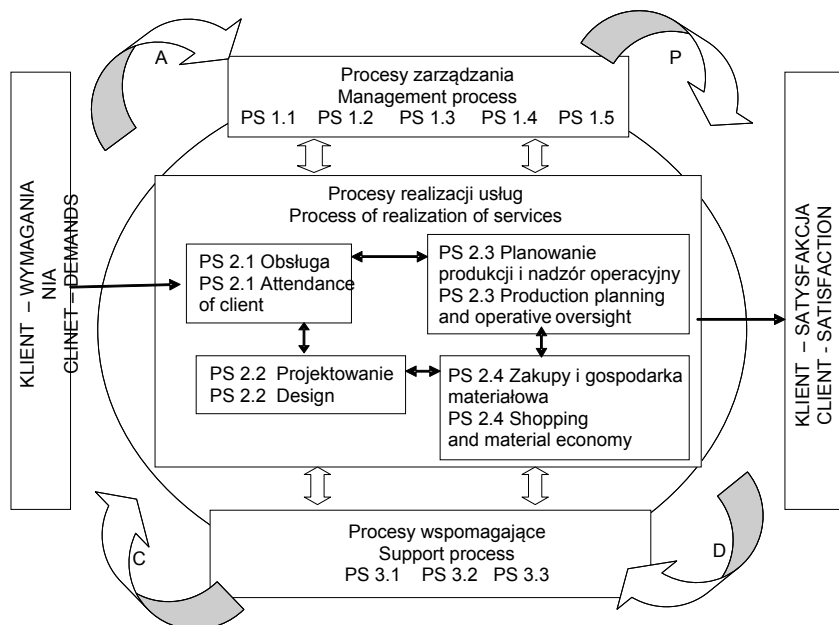 A
P
Procesy zarządzania
Management process
PS 1.1 PS 1.2 PS 1.3 PS 1.4 PS 1.5
KLIENT – WYMAGANIA
NIA
CLINET – DEMANDS
Procesy realizacji usług
Process of realization of services
PS 2.1 Obsługa
PS 2.1 Attendance
of client
PS 2.3 Planowanie
produkcji i nadzór operacyjny
PS 2.3 Production planning
and operative oversight
PS 2.2 Projektowanie
PS 2.2 Design
PS 2.4 Zakupy i gospodarka
materiałowa
PS 2.4 Shopping
and material economy
KLIENT – SATYSFAKCJA
CLIENT - SATISFACTION
Procesy wspomagające
Support process
PS 3.1 PS 3.2 PS 3.3
C
D